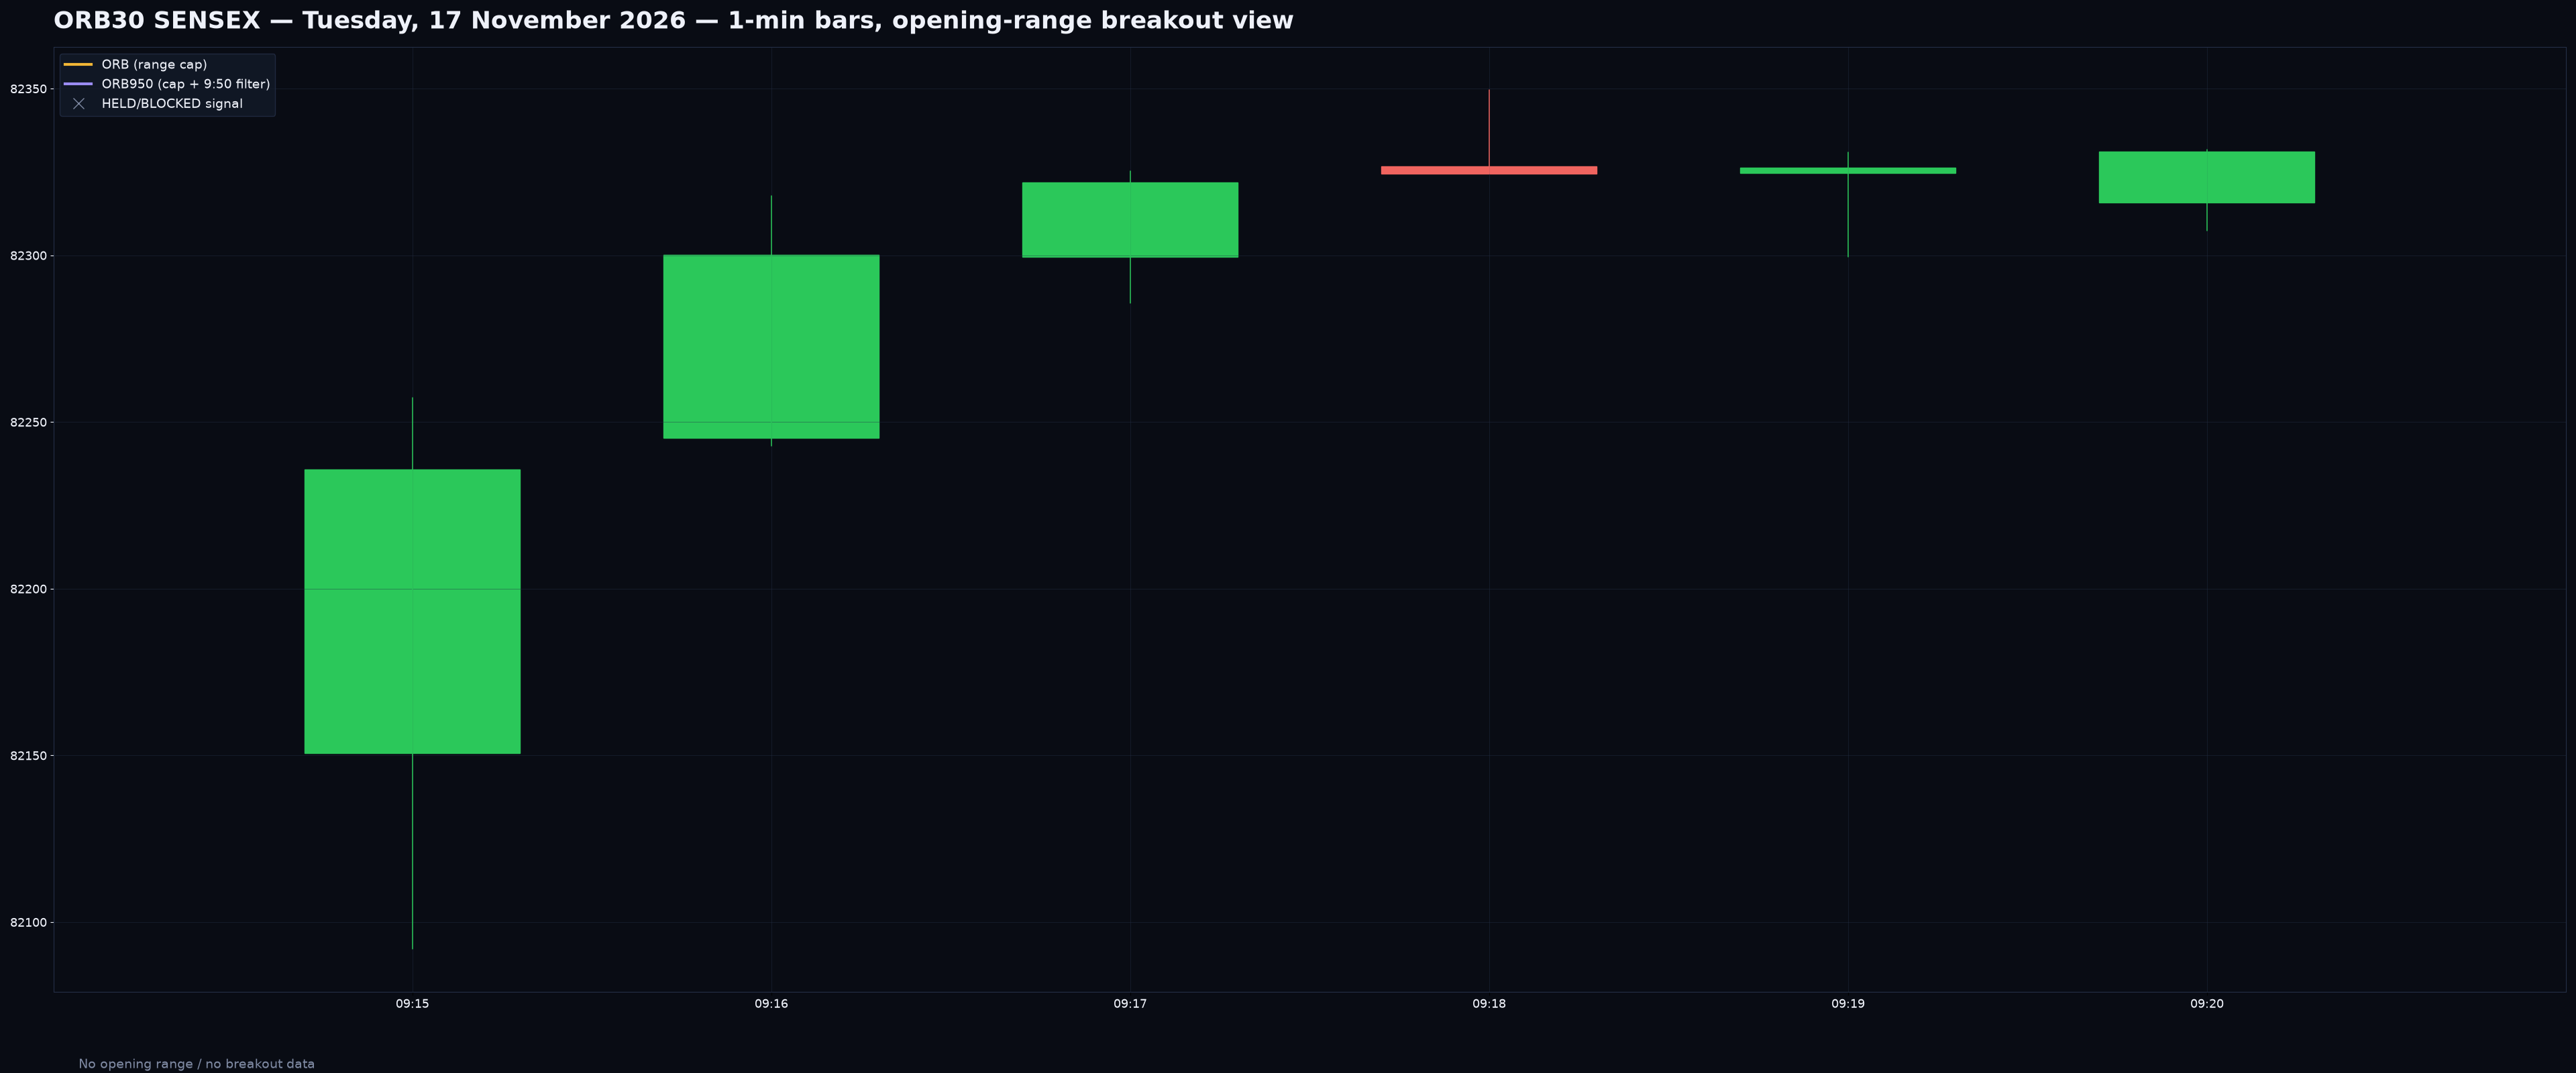 ORB30 SENSEX — Tuesday, 17 November 2026 — 1-min bars, opening-range breakout view
ORB (range cap)
ORB950 (cap + 9:50 filter)
HELD/BLOCKED signal
82350
82300
82250
82200
82150
82100
09:15 09:16 09:17 09:18 09:19 09:20
No opening range / no breakout data